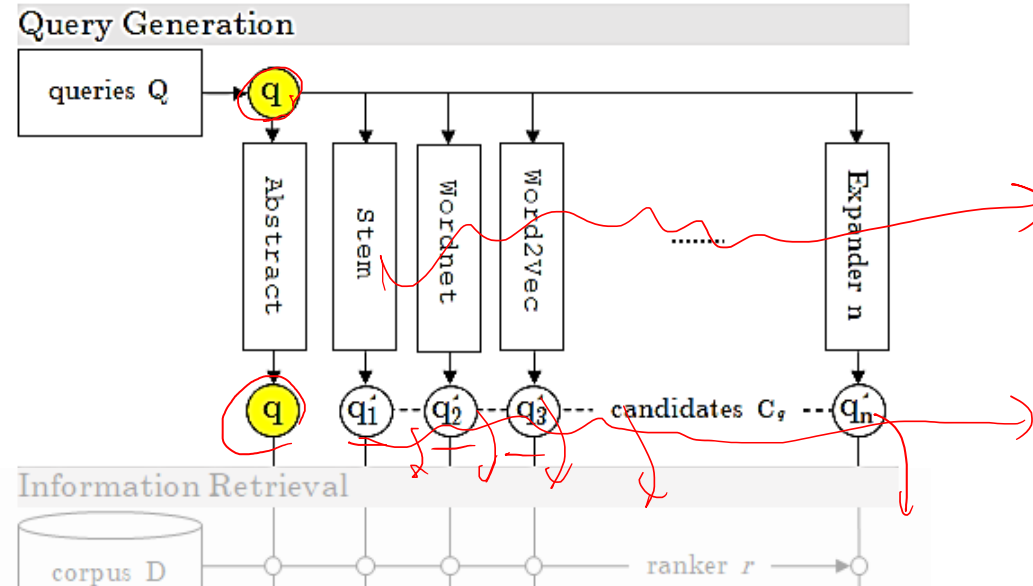 Query Generation
queries Q
q
Abstract
Stem
Wordnet
Word2Vec
........
Expander n
q
q'1
q'2
q'3
candidates Cq
q'n
Information Retrieval
corpus D
ranker r